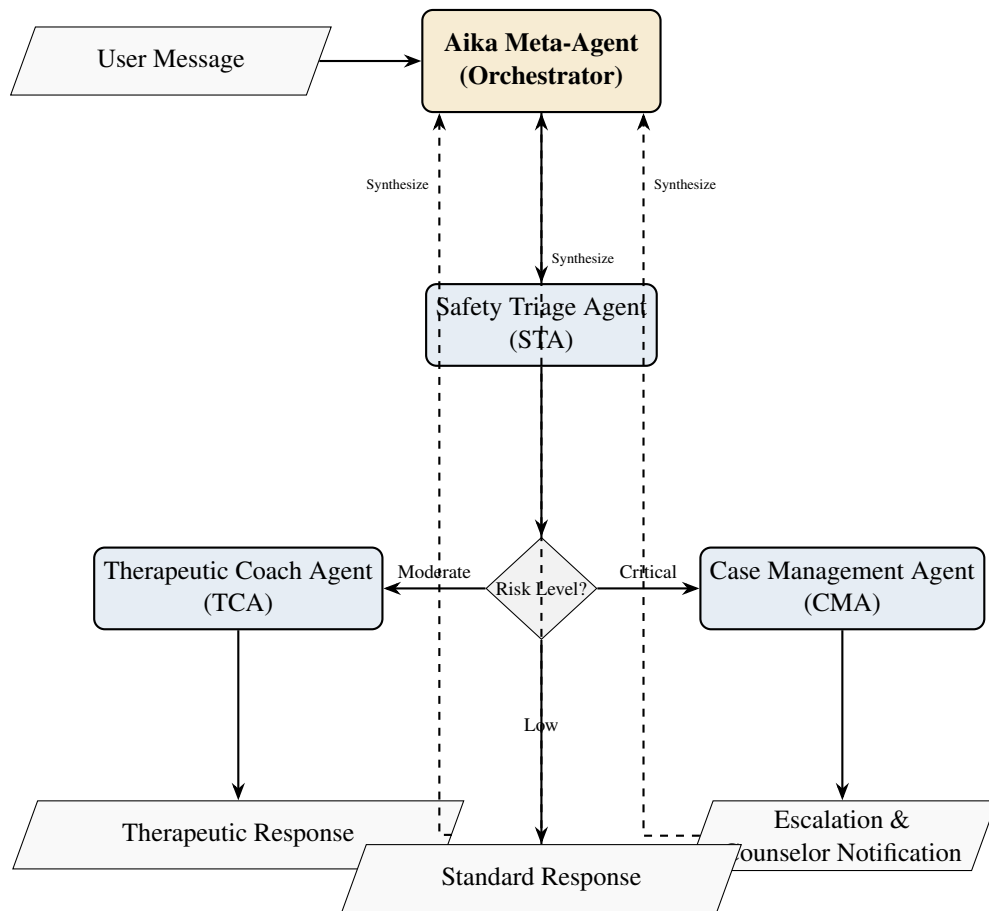 User Message
Aika Meta-Agent
(Orchestrator)
Synthesize
Synthesize
Synthesize
Safety Triage Agent
(STA)
Therapeutic Coach Agent
(TCA)
Moderate
Risk Level?
Critical
Case Management Agent
(CMA)
Low
Therapeutic Response
Escalation &
Counselor Notification
Standard Response